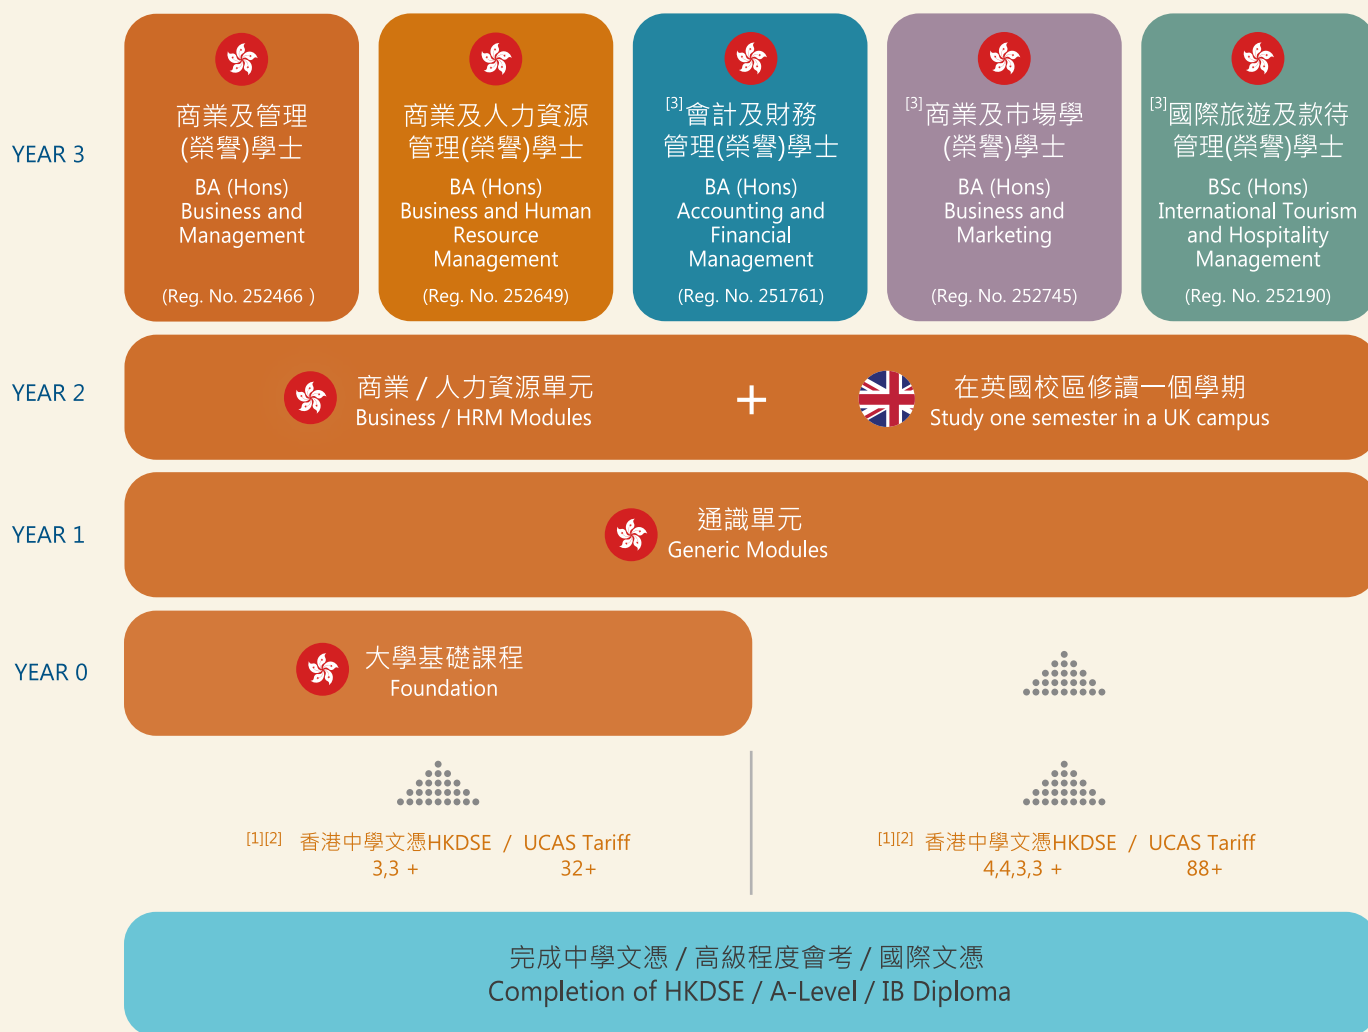 YEAR 3
商業及管理
(榮譽)學士
BA (Hons)
Business and
Management
(Reg. No. 252466 )
商業及人力資源
管理(榮譽)學士
BA (Hons)
Business and Human
Resource
Management
(Reg. No. 252649)
[3]會計及財務
管理(榮譽)學士
BA (Hons)
Accounting and
Financial
Management
(Reg. No. 251761)
[3]商業及市場學
(榮譽)學士
BA (Hons)
Business and
Marketing
(Reg. No. 252745)
[3]國際旅遊及款待
管理(榮譽)學士
BSc (Hons)
International Tourism
and Hospitality
Management
(Reg. No. 252190)
YEAR 2
商業 / 人力資源單元
Business / HRM Modules
+
在英國校區修讀一個學期
Study one semester in a UK campus
YEAR 1
通識單元
Generic Modules
YEAR 0
大學基礎課程
Foundation
[1][2] 香港中學文憑HKDSE / UCAS Tariff
3,3 + 32+
[1][2] 香港中學文憑HKDSE / UCAS Tariff
4,4,3,3 + 88+
完成中學文憑 / 高級程度會考 / 國際文憑
Completion of HKDSE / A-Level / IB Diploma